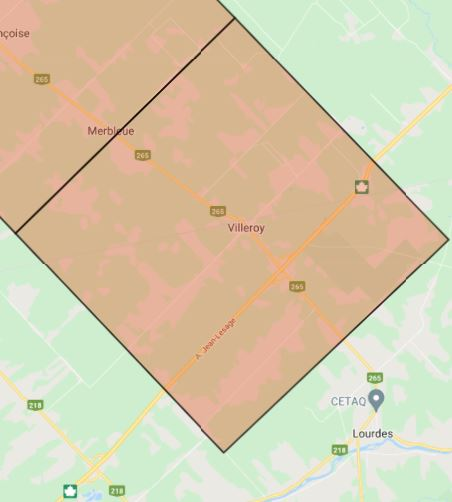 nçoise
265
Merbleue
265
265
Villeroy
265
A. Jean-Lesage
265
CETAQ
218
Lourdes
218
218